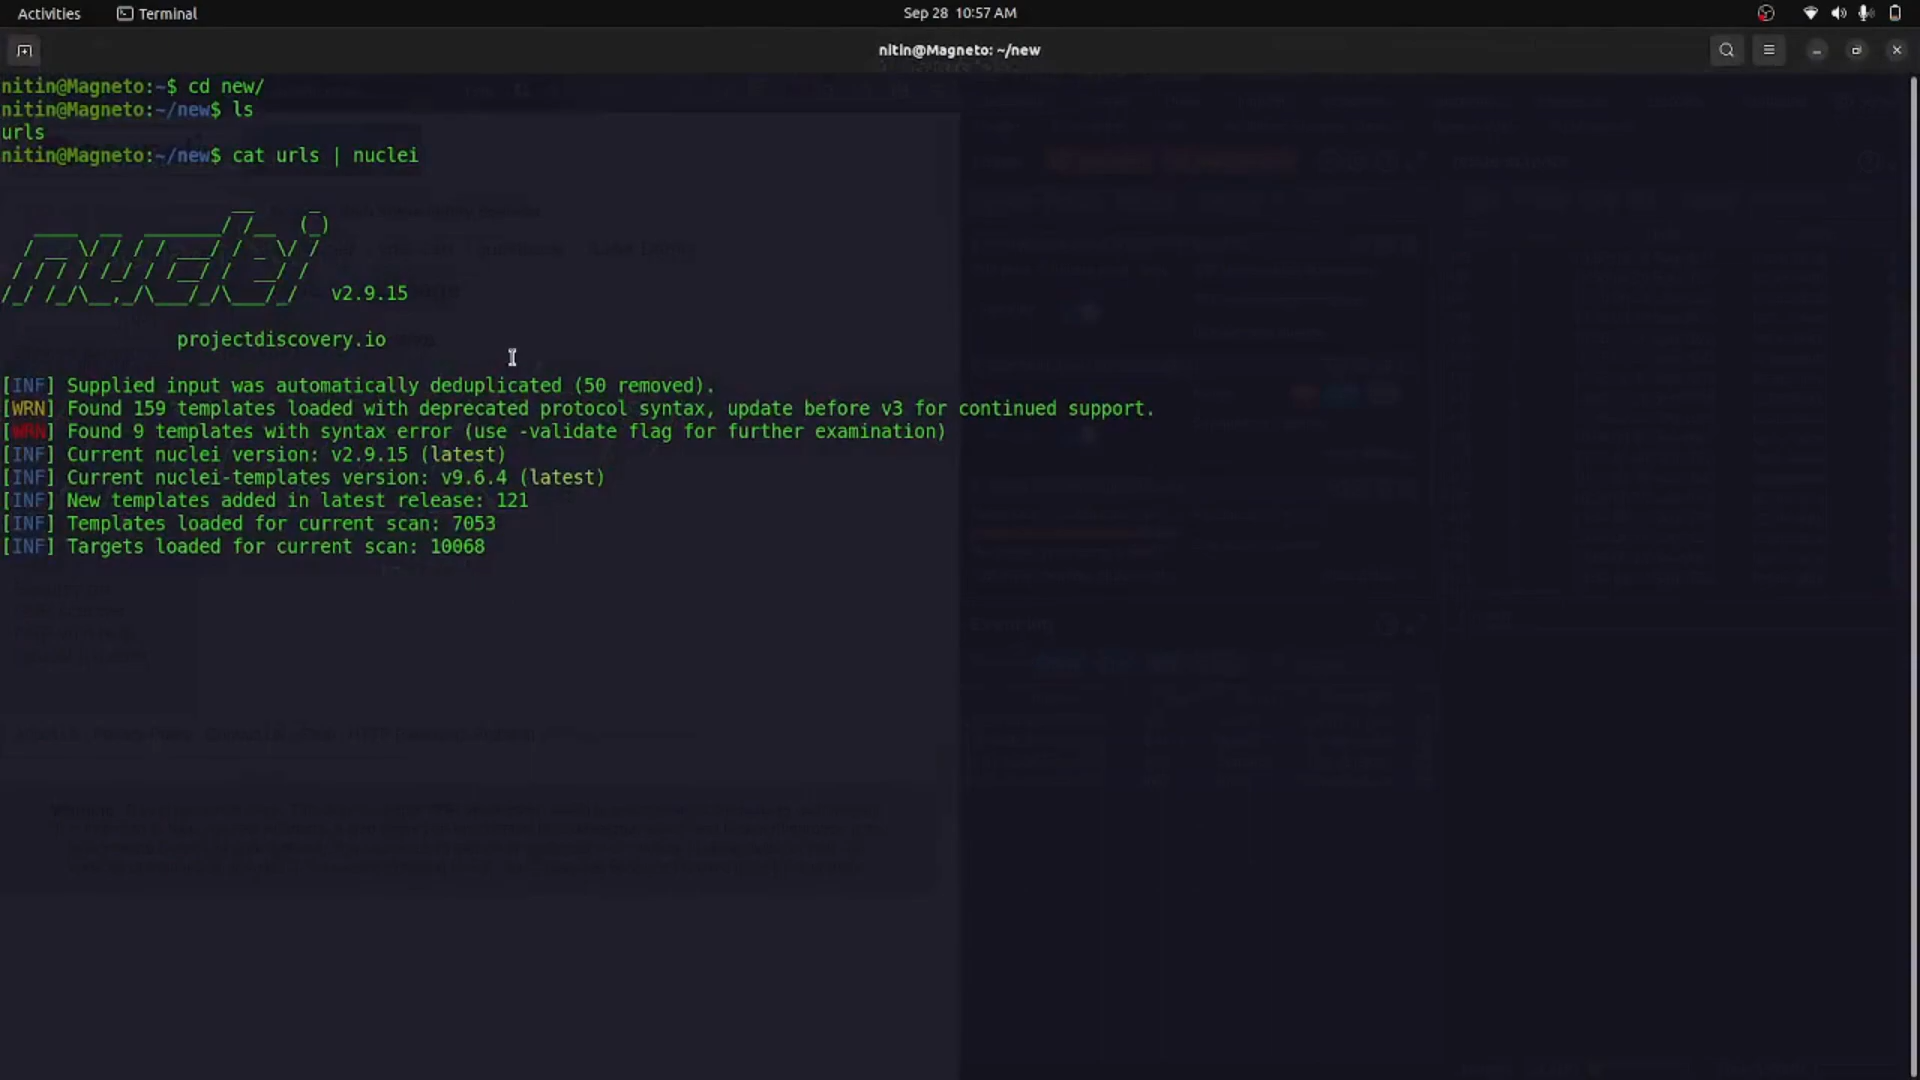 Activities
Terminal
Sep 28 10:57 AM
nitin@Magneto: ~/new
nitin@Magneto:~$ cd new/
nitin@Magneto:~/new$ ls
urls
nitin@Magneto:~/new$ cat urls | nuclei
nuclei v2.9.15
projectdiscovery.io
[INF] Supplied input was automatically deduplicated (50 removed).
[WRN] Found 159 templates loaded with deprecated protocol syntax, update before v3 for continued support.
[WRN] Found 9 templates with syntax error (use -validate flag for further examination)
[INF] Current nuclei version: v2.9.15 (latest)
[INF] Current nuclei-templates version: v9.6.4 (latest)
[INF] New templates added in latest release: 121
[INF] Templates loaded for current scan: 7053
[INF] Targets loaded for current scan: 10068